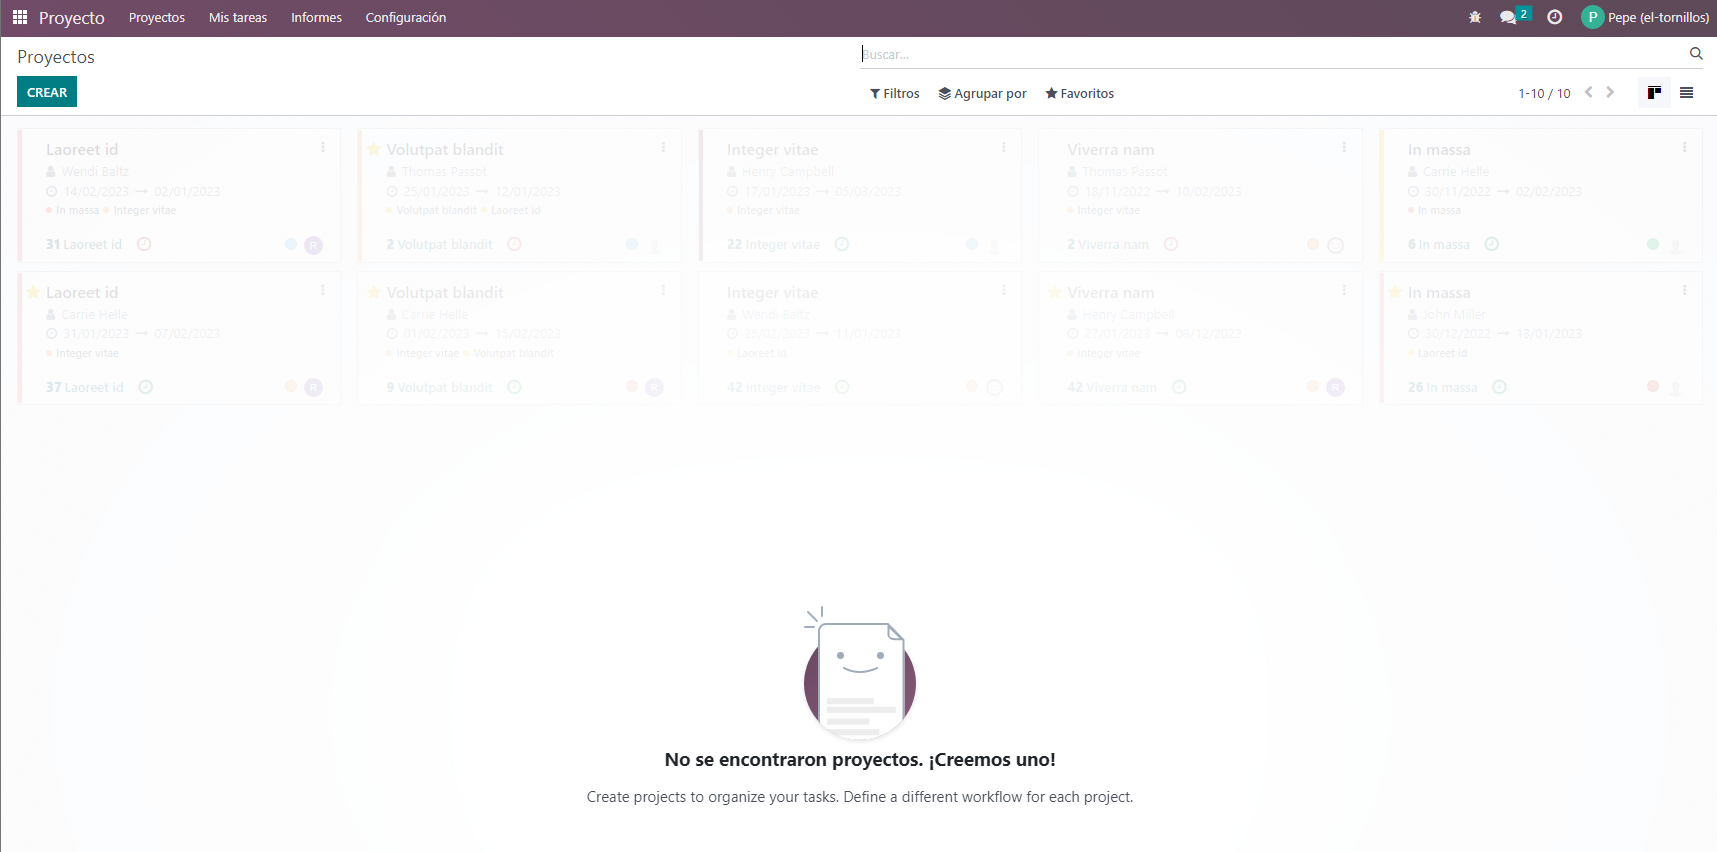 Proyecto Proyectos Mis tareas Informes Configuración 2 P Pepe (el-tornillos)
Proyectos Buscar...
CREAR Filtros Agrupar por Favoritos 1-10 / 10
Laoreet id
Wendi Baltz
14/02/2023 → 02/01/2023
In massa Integer vitae
31 Laoreet id R
Volutpat blandit
Thomas Passot
25/01/2023 → 12/01/2023
Volutpat blandit Laoreet id
2 Volutpat blandit
Integer vitae
Henry Campbell
17/01/2023 → 05/03/2023
Integer vitae
22 Integer vitae
Viverra nam
Thomas Passot
18/11/2022 → 10/02/2023
Integer vitae
2 Viverra nam
In massa
Carrie Helle
30/11/2022 → 02/02/2023
In massa
6 In massa
Laoreet id
Carrie Helle
31/01/2023 → 07/02/2023
Integer vitae
37 Laoreet id R
Volutpat blandit
Carrie Helle
01/02/2023 → 15/02/2023
Integer vitae Volutpat blandit
9 Volutpat blandit R
Integer vitae
Wendi Baltz
→ 11/01/2023
Laoreet id
42 Integer vitae
Viverra nam
Henry Campbell
27/01/2023 → 08/12/2022
Integer vitae
42 Viverra nam R
In massa
John Miller
30/12/2022 → 13/01/2023
Laoreet id
26 In massa
No se encontraron proyectos. ¡Creemos uno!
Create projects to organize your tasks. Define a different workflow for each project.